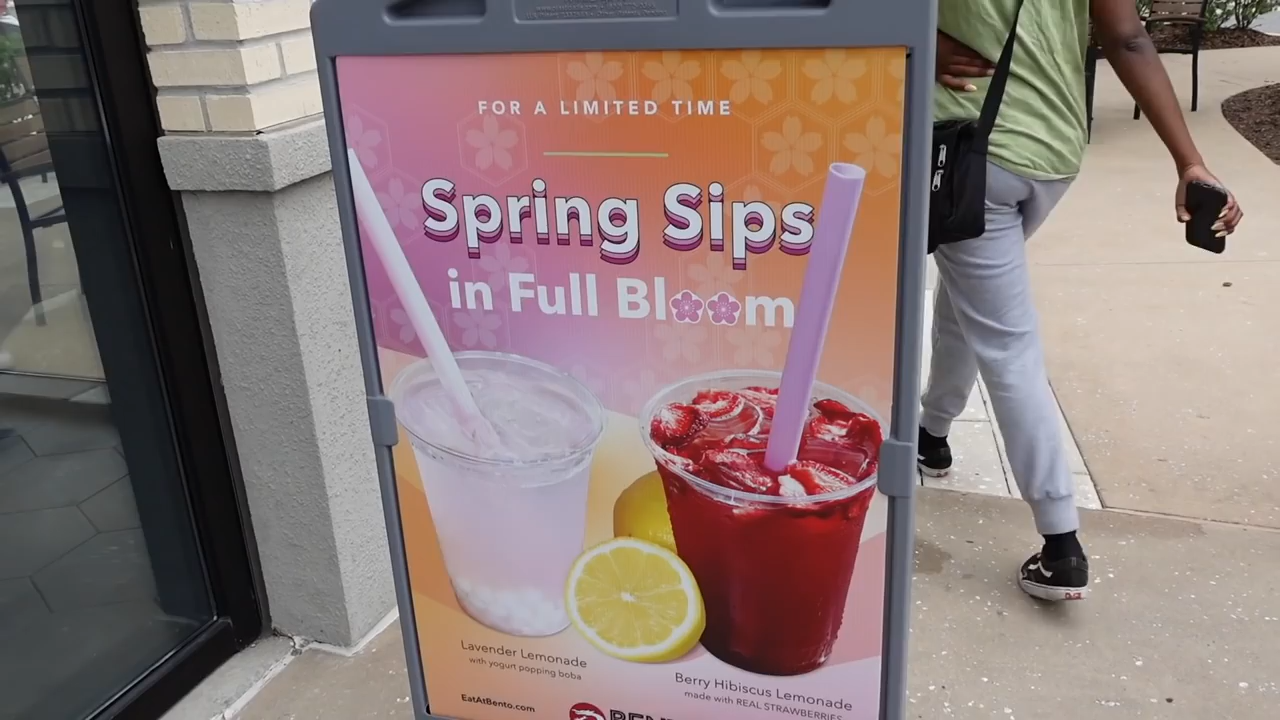 FOR A LIMITED TIME
Spring Sips
in Full Bloom
Lavender Lemonade
with yogurt popping boba
Berry Hibiscus Lemonade
made with REAL STRAWBERRIES
EatAtBento.com